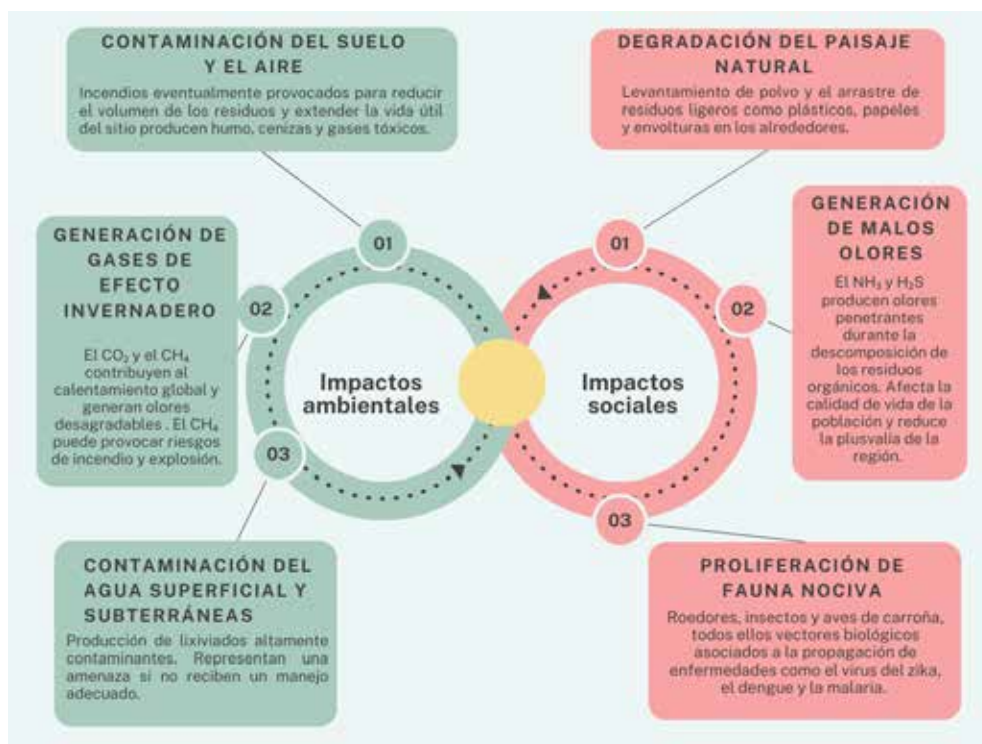 CONTAMINACIÓN DEL SUELO
Y EL AIRE
Incendios eventualmente provocados para reducir
el volumen de los residuos y extender la vida útil
del sitio producen humo, cenizas y gases tóxicos.
DEGRADACIÓN DEL PAISAJE
NATURAL
Levantamiento de polvo y el arrastre de
residuos ligeros como plásticos, papeles
y envolturas en los alrededores.
GENERACIÓN DE
GASES DE
EFECTO
INVERNADERO
El CO₂ y el CH₄
contribuyen al
calentamiento global y
generan olores
desagradables . El CH₄
puede provocar riesgos
de incendio y explosión.
01
02
03
Impactos
ambientales
01
02
03
Impactos
sociales
GENERACIÓN
DE MALOS
OLORES
El NH₃ y H₂S
producen olores
penetrantes
durante la
descomposición de
los residuos
orgánicos. Afecta la
calidad de vida de la
población y reduce
la plusvalía de la
región.
CONTAMINACIÓN DEL
AGUA SUPERFICIAL Y
SUBTERRÁNEAS
Producción de lixiviados altamente
contaminantes. Representan una
amenaza si no reciben un manejo
adecuado.
PROLIFERACIÓN DE
FAUNA NOCIVA
Roedores, insectos y aves de carroña,
todos ellos vectores biológicos
asociados a la propagación de
enfermedades como el virus del zika,
el dengue y la malaria.